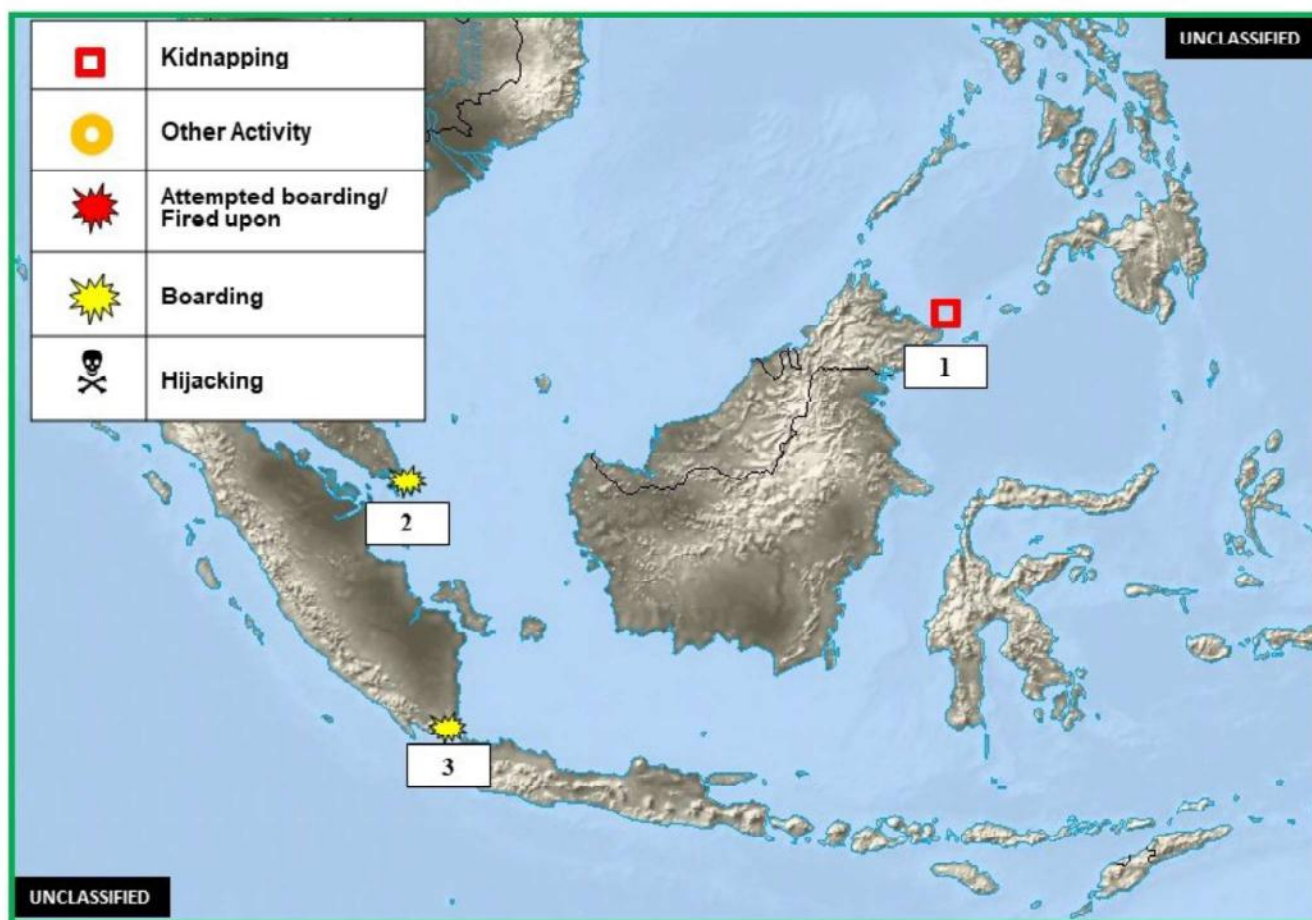 UNCLASSIFIED
Kidnapping
Other Activity
Attempted boarding/
Fired upon
Boarding
Hijacking
1
2
3
UNCLASSIFIED